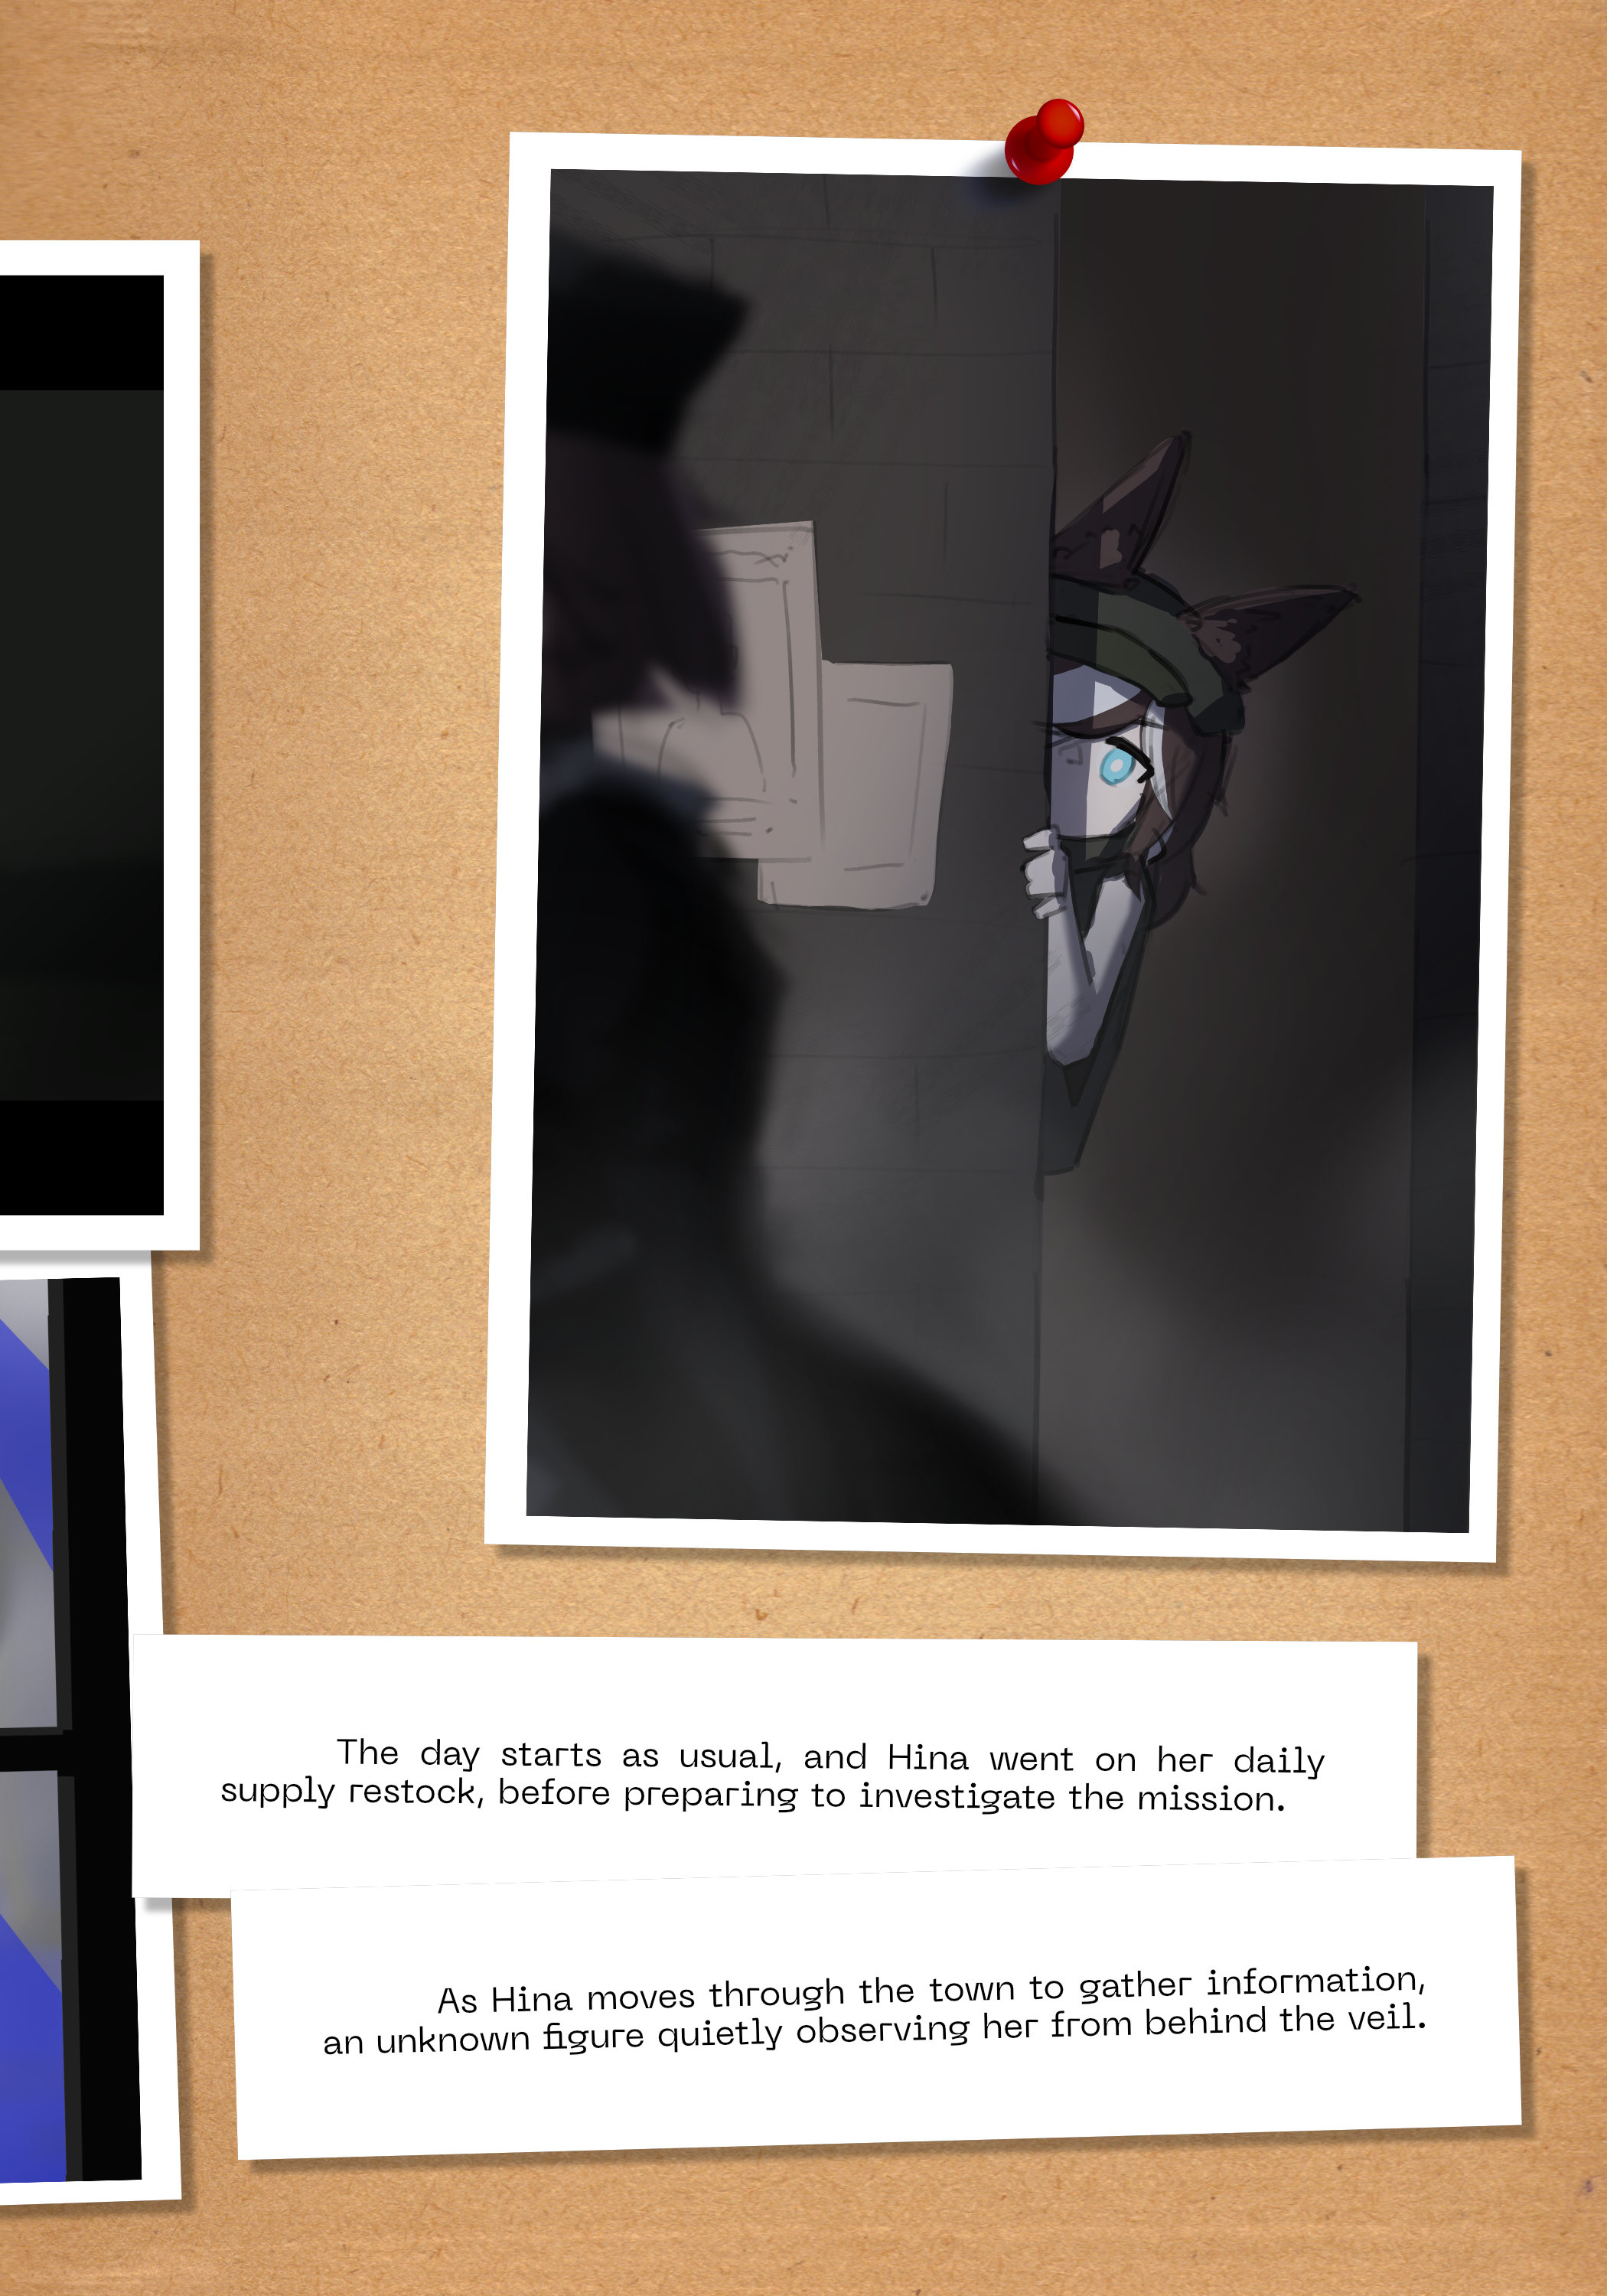 The day starts as usual, and Hina went on her daily
supply restock, before preparing to investigate the mission.
As Hina moves through the town to gather information,
an unknown figure quietly observing her from behind the veil.